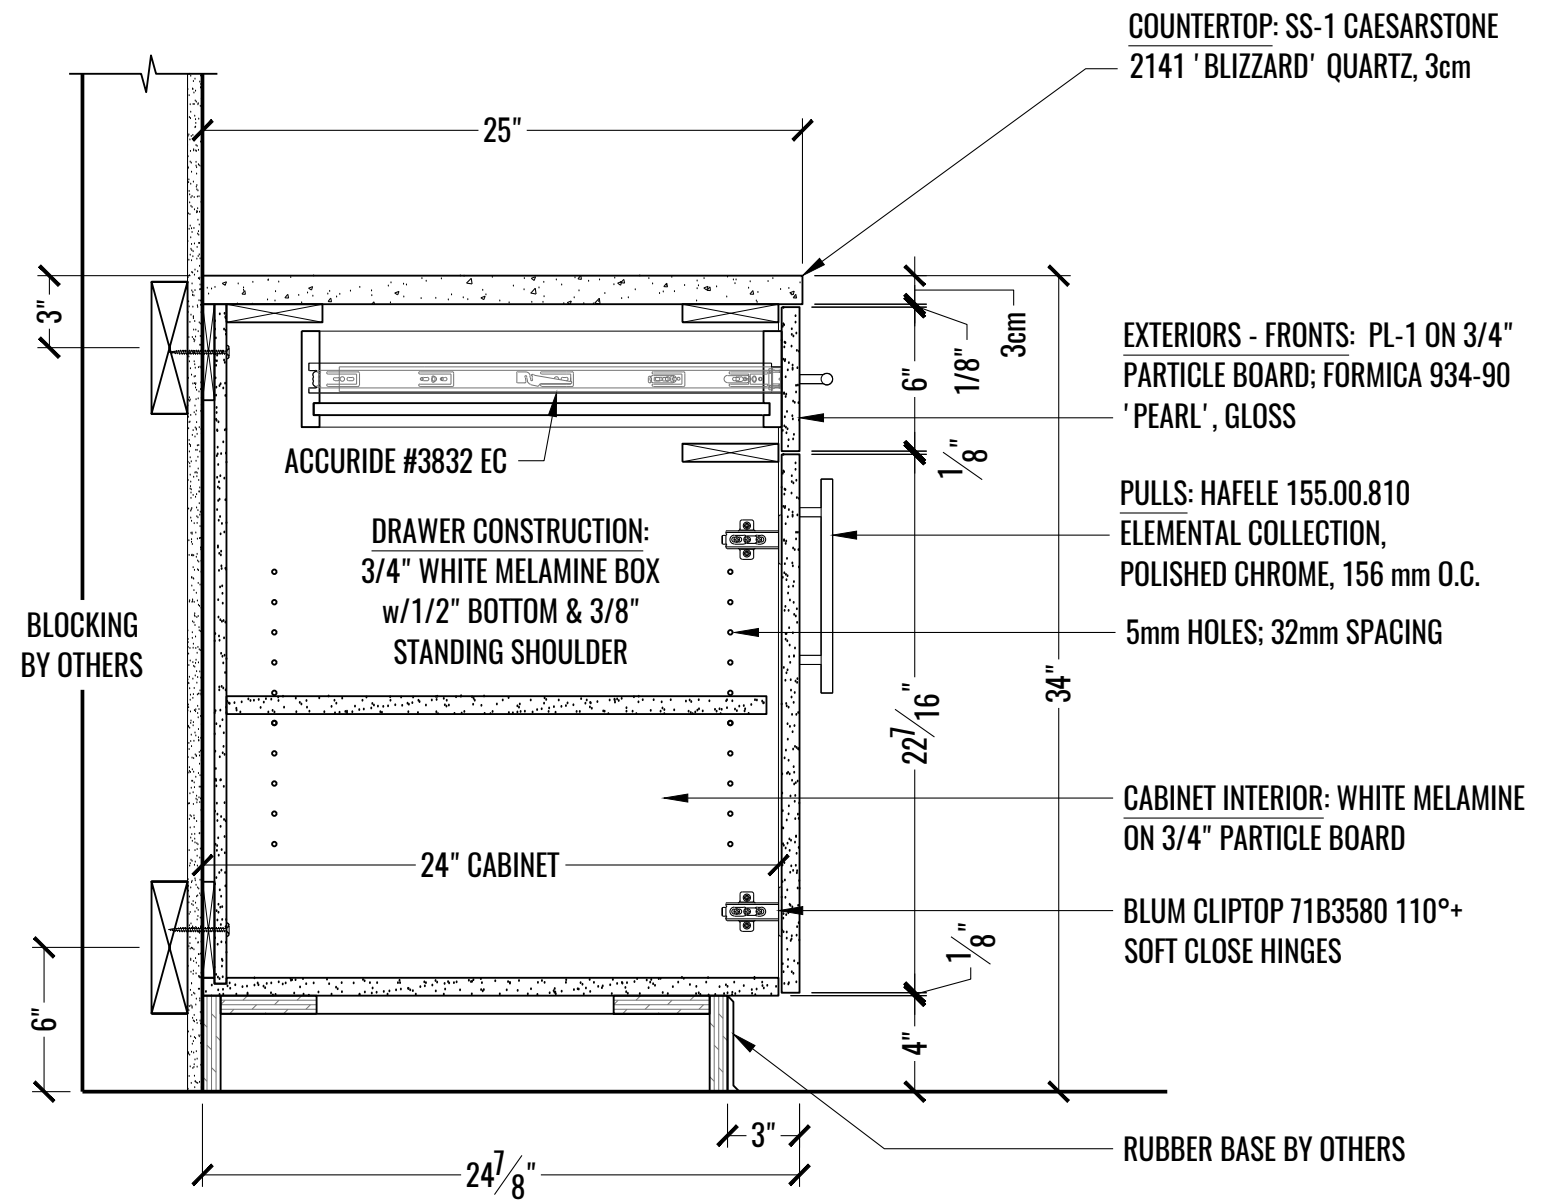 COUNTERTOP: SS-1 CAESARSTONE
2141 'BLIZZARD' QUARTZ, 3cm
25"
3"
3cm
1/8"
6"
EXTERIORS - FRONTS: PL-1 ON 3/4"
PARTICLE BOARD; FORMICA 934-90
'PEARL', GLOSS
ACCURIDE #3832 EC
1/8"
PULLS: HAFELE 155.00.810
ELEMENTAL COLLECTION,
POLISHED CHROME, 156 mm O.C.
DRAWER CONSTRUCTION:
3/4" WHITE MELAMINE BOX
w/1/2" BOTTOM & 3/8"
STANDING SHOULDER
BLOCKING
BY OTHERS
5mm HOLES; 32mm SPACING
34"
22 7/16"
CABINET INTERIOR: WHITE MELAMINE
ON 3/4" PARTICLE BOARD
24" CABINET
BLUM CLIPTOP 71B3580 110°+
SOFT CLOSE HINGES
1/8"
6"
4"
3"
RUBBER BASE BY OTHERS
24 7/8"